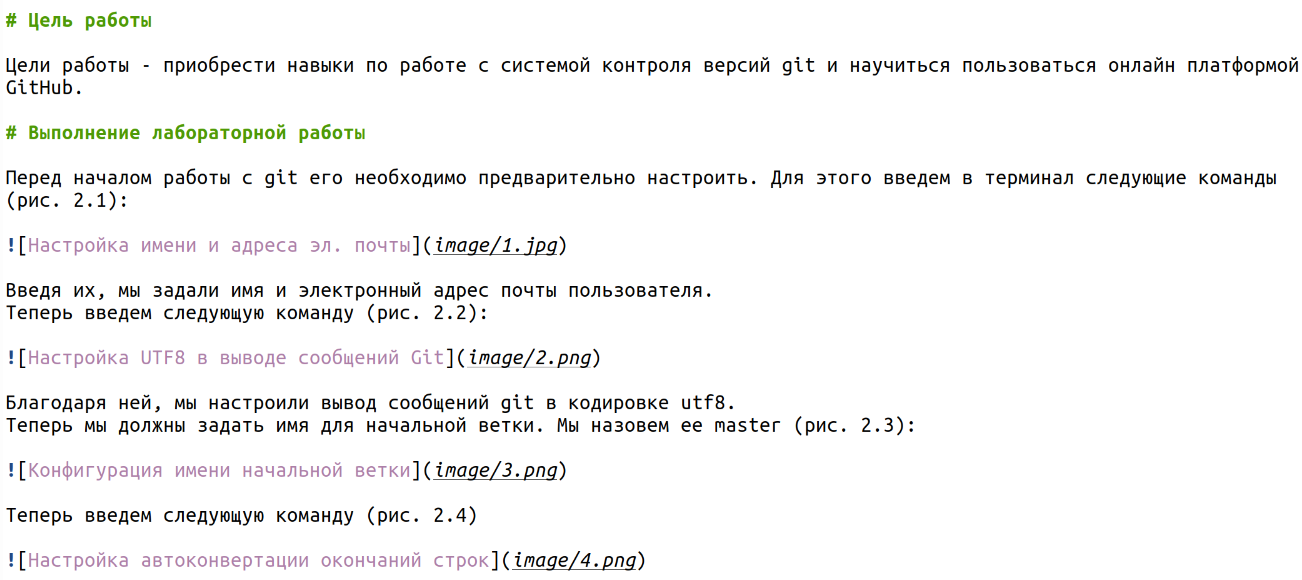 # Цель работы
Цели работы - приобрести навыки по работе с системой контроля версий git и научиться пользоваться онлайн платформой
GitHub.
# Выполнение лабораторной работы
Перед началом работы с git его необходимо предварительно настроить. Для этого введем в терминал следующие команды
(рис. 2.1):
![Настройка имени и адреса эл. почты](image/1.jpg)
Введя их, мы задали имя и электронный адрес почты пользователя.
Теперь введем следующую команду (рис. 2.2):
![Настройка UTF8 в выводе сообщений Git](image/2.png)
Благодаря ней, мы настроили вывод сообщений git в кодировке utf8.
Теперь мы должны задать имя для начальной ветки. Мы назовем ее master (рис. 2.3):
![Конфигурация имени начальной ветки](image/3.png)
Теперь введем следующую команду (рис. 2.4)
![Настройка автоконвертации окончаний строк](image/4.png)